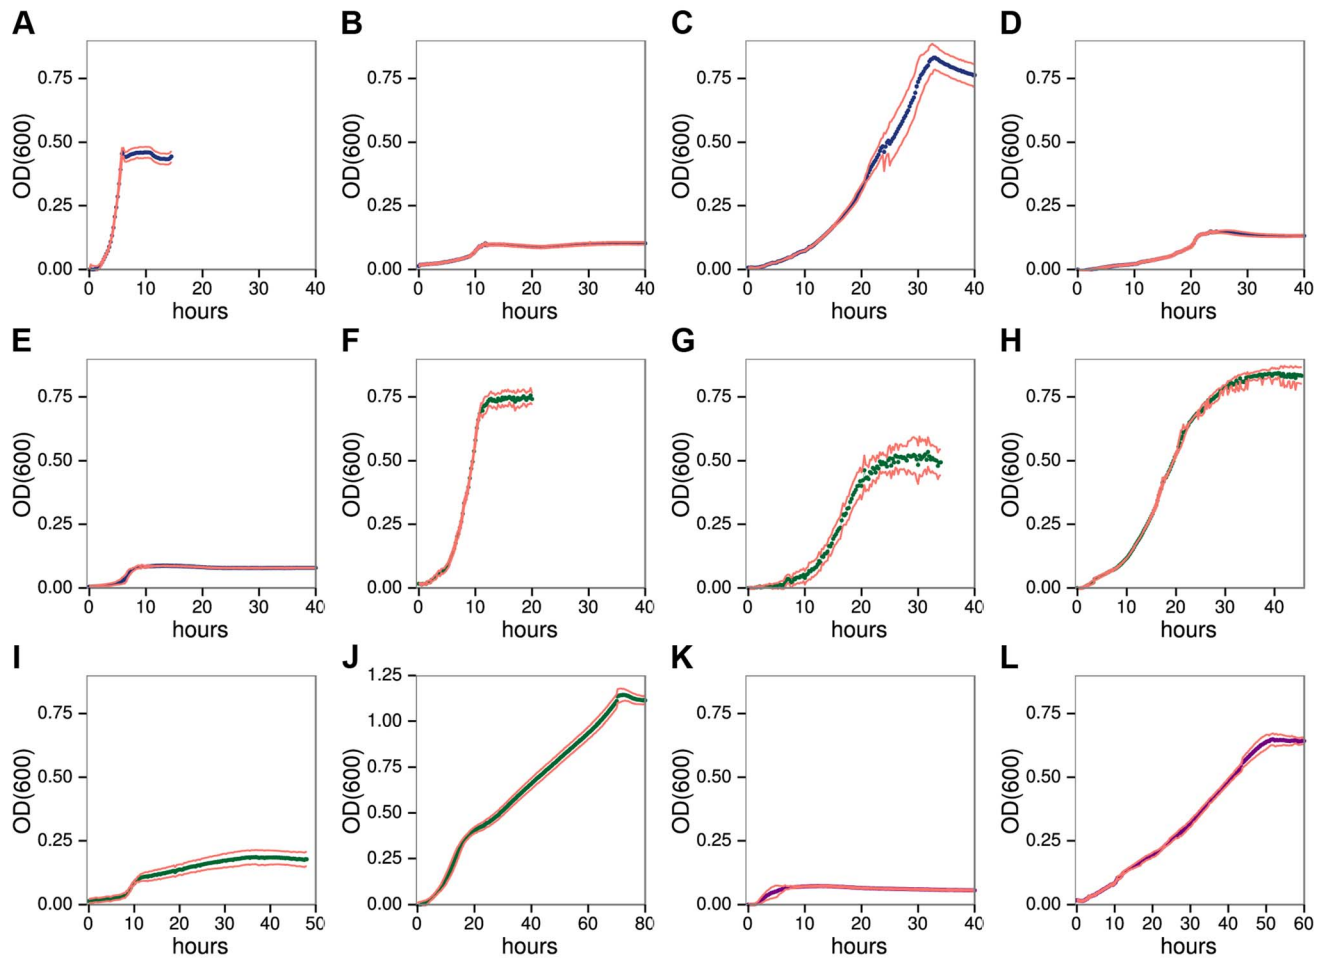 A B C D
OD(600) OD(600) OD(600) OD(600)
0.75 0.75 0.75 0.75
0.50 0.50 0.50 0.50
0.25 0.25 0.25 0.25
0.00 0.00 0.00 0.00
0 10 20 30 40 0 10 20 30 40 0 10 20 30 40 0 10 20 30 40
hours hours hours hours
E F G H
OD(600) OD(600) OD(600) OD(600)
0.75 0.75 0.75 0.75
0.50 0.50 0.50 0.50
0.25 0.25 0.25 0.25
0.00 0.00 0.00 0.00
0 10 20 30 40 0 10 20 30 40 0 10 20 30 40 0 10 20 30 40
hours hours hours hours
I J K L
OD(600) OD(600) OD(600) OD(600)
1.25
0.75 1.00 0.75 0.75
0.50 0.75 0.50 0.50
0.50
0.25 0.25 0.25 0.25
0.00 0.00 0.00 0.00
0 10 20 30 40 50 0 20 40 60 80 0 10 20 30 40 0 10 20 30 40 50 60
hours hours hours hours